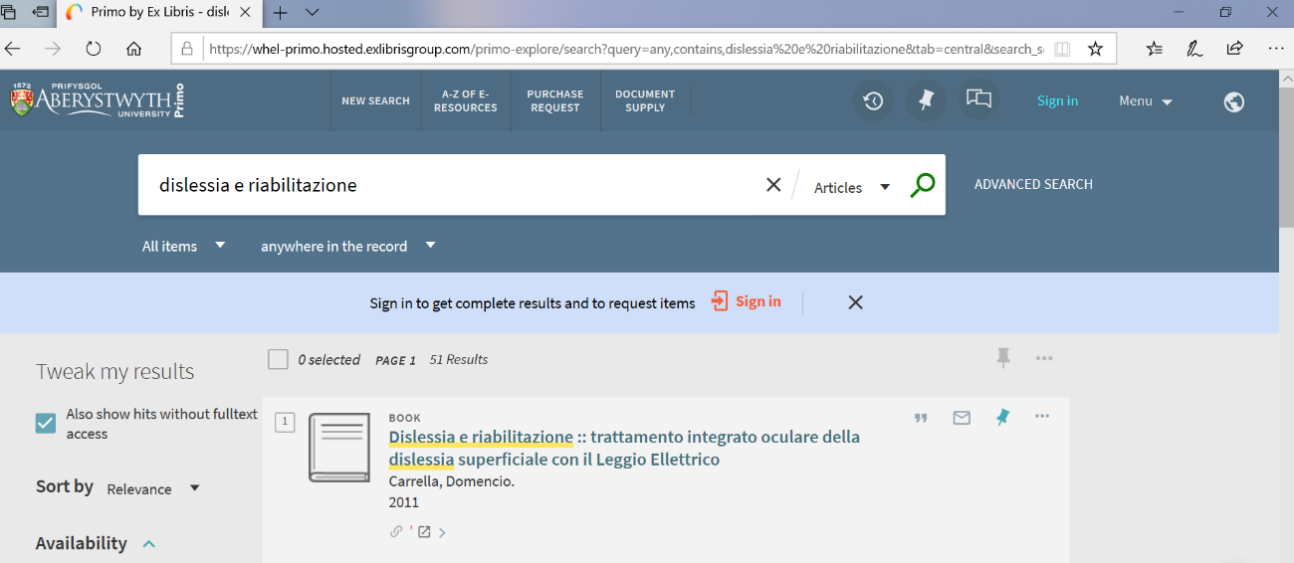 Primo by Ex Libris - disl
https://whel-primo.hosted.exlibrisgroup.com/primo-explore/search?query=any,contains,dislessia%20e%20riabilitazione&tab=central&search_s
1872 PRIFYSGOL
ABERYSTWYTH
UNIVERSITY
Primo
NEW SEARCH
A-Z OF E-
RESOURCES
PURCHASE
REQUEST
DOCUMENT
SUPPLY
Sign in
Menu
dislessia e riabilitazione
Articles
ADVANCED SEARCH
All items
anywhere in the record
Sign in to get complete results and to request items
Sign in
Tweak my results
0 selected PAGE 1 51 Results
Also show hits without fulltext
access
Sort by Relevance
Availability
1
BOOK
Dislessia e riabilitazione :: trattamento integrato oculare della
dislessia superficiale con il Leggio Ellettrico
Carrella, Domencio.
2011